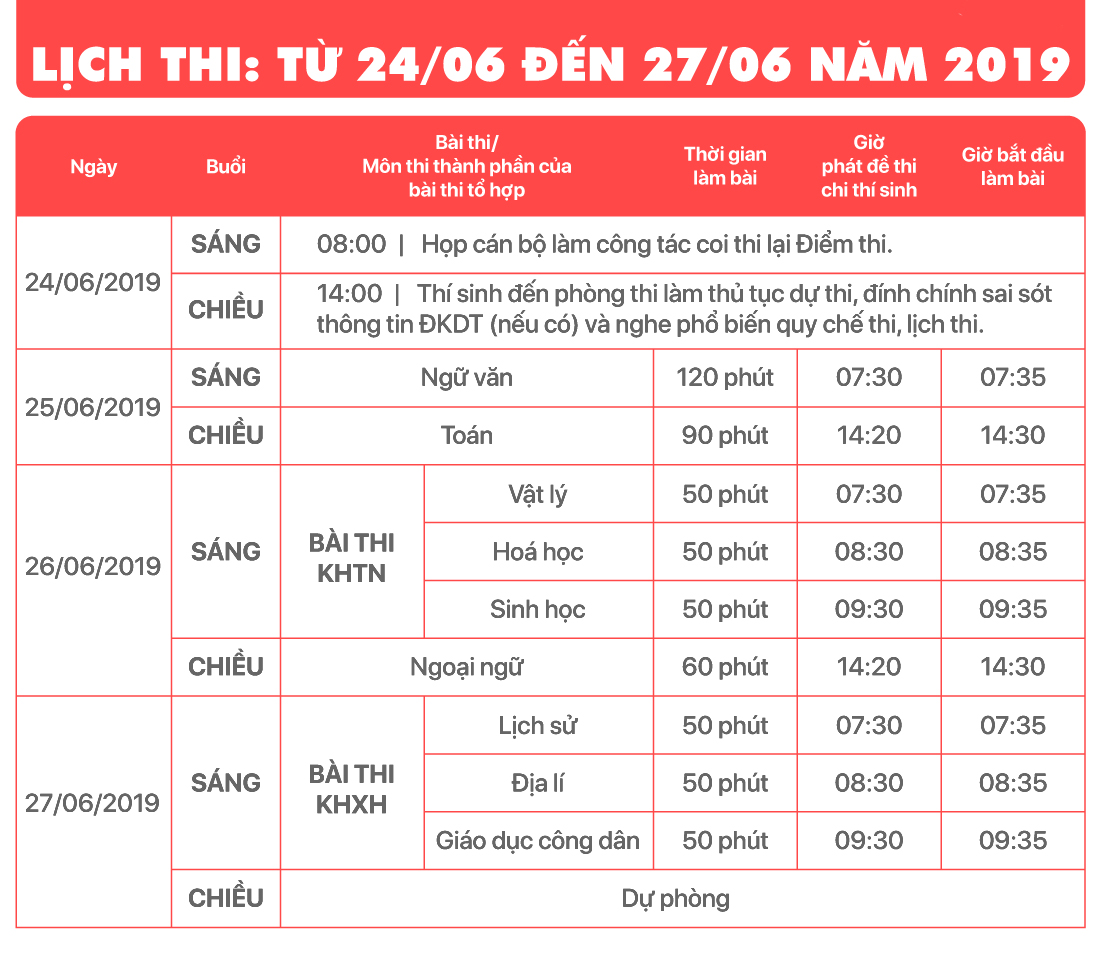 LỊCH THI: TỪ 24/06 ĐẾN 27/06 NĂM 2019
Ngày
Buổi
Bài thi/
Môn thi thành phần của
bài thi tổ hợp
Thời gian
làm bài
Giờ
phát đề thi
chi thí sinh
Giờ bắt đầu
làm bài
24/06/2019
SÁNG
08:00 | Họp cán bộ làm công tác coi thi lại Điểm thi.
CHIỀU
14:00 | Thí sinh đến phòng thi làm thủ tục dự thi, đính chính sai sót
thông tin ĐKDT (nếu có) và nghe phổ biến quy chế thi, lịch thi.
25/06/2019
SÁNG
Ngữ văn
120 phút
07:30
07:35
CHIỀU
Toán
90 phút
14:20
14:30
26/06/2019
SÁNG
BÀI THI
KHTN
Vật lý
50 phút
07:30
07:35
Hoá học
50 phút
08:30
08:35
Sinh học
50 phút
09:30
09:35
CHIỀU
Ngoại ngữ
60 phút
14:20
14:30
27/06/2019
SÁNG
BÀI THI
KHXH
Lịch sử
50 phút
07:30
07:35
Địa lí
50 phút
08:30
08:35
Giáo dục công dân
50 phút
09:30
09:35
CHIỀU
Dự phòng